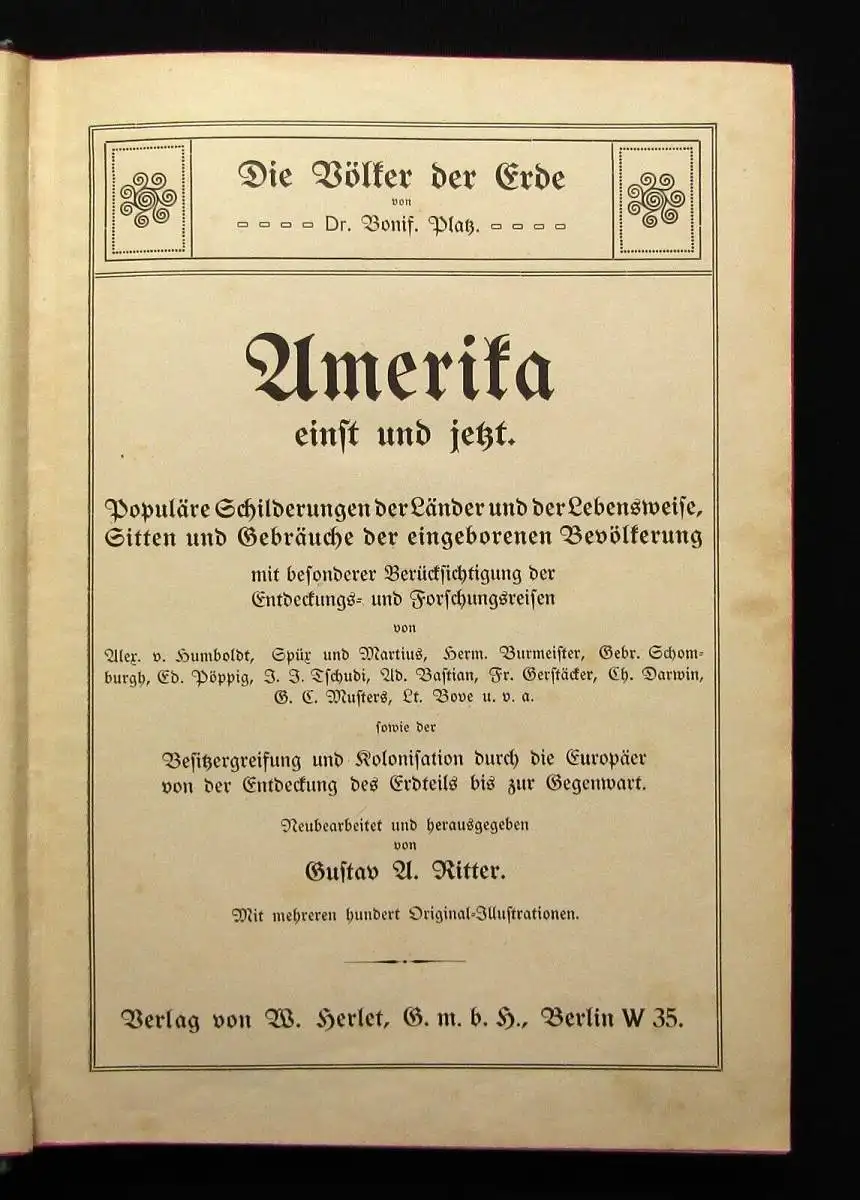 Die Völker der Erde
von
Dr. Bonif. Platz.
Amerika
einſt und jetzt.
Populäre Schilderungen der Länder und der Lebensweiſe,
Sitten und Gebräuche der eingeborenen Bevölkerung
mit beſonderer Berückſichtigung der
Entdeckungs- und Forſchungsreiſen
von
Alex. v. Humboldt, Spüx und Martius, Herm. Burmeiſter, Gebr. Schom-
burgh, Ed. Pöppig, J. J. Tſchudi, Ad. Baſtian, Fr. Gerſtäcker, Ch. Darwin,
G. C. Muſters, Lt. Bove u. v. a.
ſowie der
Beſitzergreifung und Koloniſation durch die Europäer
von der Entdeckung des Erdteils bis zur Gegenwart.
Neubearbeitet und herausgegeben
von
Guſtav A. Ritter.
Mit mehreren hundert Original-Illuſtrationen.
Verlag von W. Herlet, G. m. b. H., Berlin W 35.